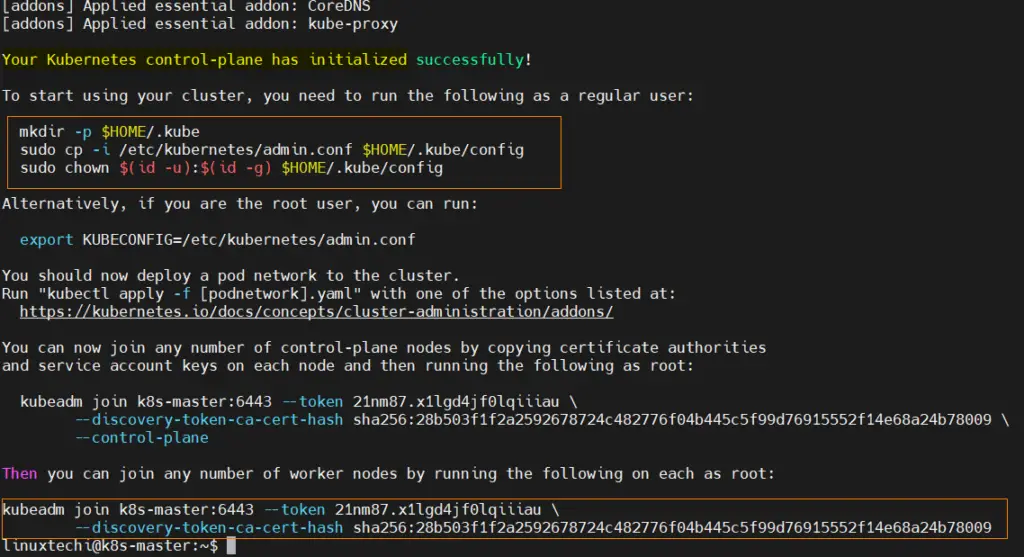 [addons] Applied essential addon: CoreDNS
[addons] Applied essential addon: kube-proxy
Your Kubernetes control-plane has initialized successfully!
To start using your cluster, you need to run the following as a regular user:
mkdir -p $HOME/.kube
sudo cp -i /etc/kubernetes/admin.conf $HOME/.kube/config
sudo chown $(id -u):$(id -g) $HOME/.kube/config
Alternatively, if you are the root user, you can run:
export KUBECONFIG=/etc/kubernetes/admin.conf
You should now deploy a pod network to the cluster.
Run "kubectl apply -f [podnetwork].yaml" with one of the options listed at:
https://kubernetes.io/docs/concepts/cluster-administration/addons/
You can now join any number of control-plane nodes by copying certificate authorities
and service account keys on each node and then running the following as root:
kubeadm join k8s-master:6443 --token 21nm87.x1lgd4jf0lqiiiau \
--discovery-token-ca-cert-hash sha256:28b503f1f2a2592678724c482776f04b445c5f99d76915552f14e68a24b78009 \
--control-plane
Then you can join any number of worker nodes by running the following on each as root:
kubeadm join k8s-master:6443 --token 21nm87.x1lgd4jf0lqiiiau \
--discovery-token-ca-cert-hash sha256:28b503f1f2a2592678724c482776f04b445c5f99d76915552f14e68a24b78009
linuxtechi@k8s-master:~$